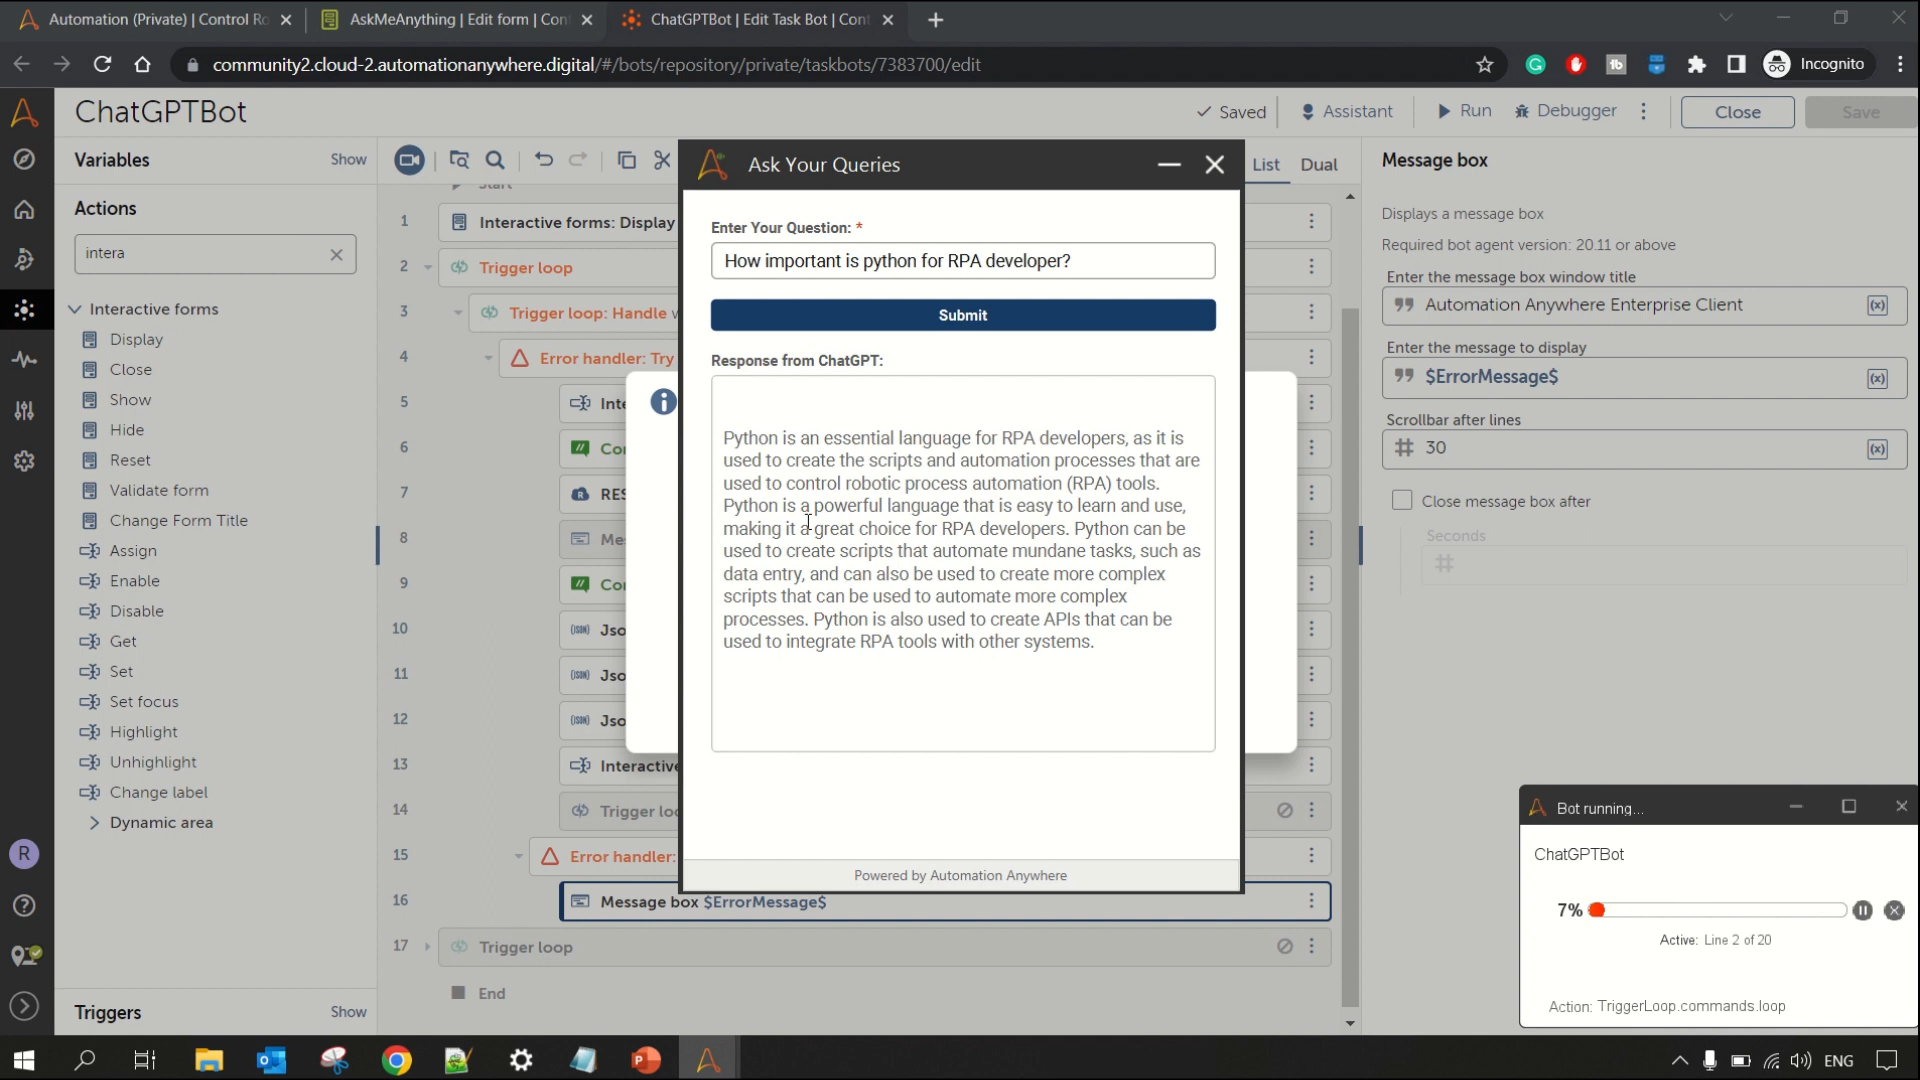 Automation (Private) | Control Ro
AskMeAnything | Edit form | Con
ChatGPTBot | Edit Task Bot | Cont
community2.cloud-2.automationanywhere.digital/#/bots/repository/private/taskbots/7383700/edit
Incognito
ChatGPTBot
Saved
Assistant
Run
Debugger
Close
Save
Variables
Show
List
Dual
Actions
intera
Interactive forms
Display
Close
Show
Hide
Reset
Validate form
Change Form Title
Assign
Enable
Disable
Get
Set
Set focus
Highlight
Unhighlight
Change label
Dynamic area
Triggers
Show
Start
1 Interactive forms: Display
2 Trigger loop
3 Trigger loop: Handle w
4 Error handler: Try
5 Inte
6 Co
7 RES
8 Me
9 Co
10 Jso
11 Jso
12 Jso
13 Interactive
14 Trigger loo
15 Error handler:
16 Message box $ErrorMessage$
17 Trigger loop
End
Ask Your Queries
Enter Your Question: *
How important is python for RPA developer?
Submit
Response from ChatGPT:
Python is an essential language for RPA developers, as it is
used to create the scripts and automation processes that are
used to control robotic process automation (RPA) tools.
Python is a powerful language that is easy to learn and use,
making it a great choice for RPA developers. Python can be
used to create scripts that automate mundane tasks, such as
data entry, and can also be used to create more complex
scripts that can be used to automate more complex
processes. Python is also used to create APIs that can be
used to integrate RPA tools with other systems.
Powered by Automation Anywhere
Message box
Displays a message box
Required bot agent version: 20.11 or above
Enter the message box window title
Automation Anywhere Enterprise Client
(x)
Enter the message to display
$ErrorMessage$
(x)
Scrollbar after lines
30
(x)
Close message box after
Seconds
Bot running...
ChatGPTBot
7%
Active: Line 2 of 20
Action: TriggerLoop.commands.loop
R
ENG